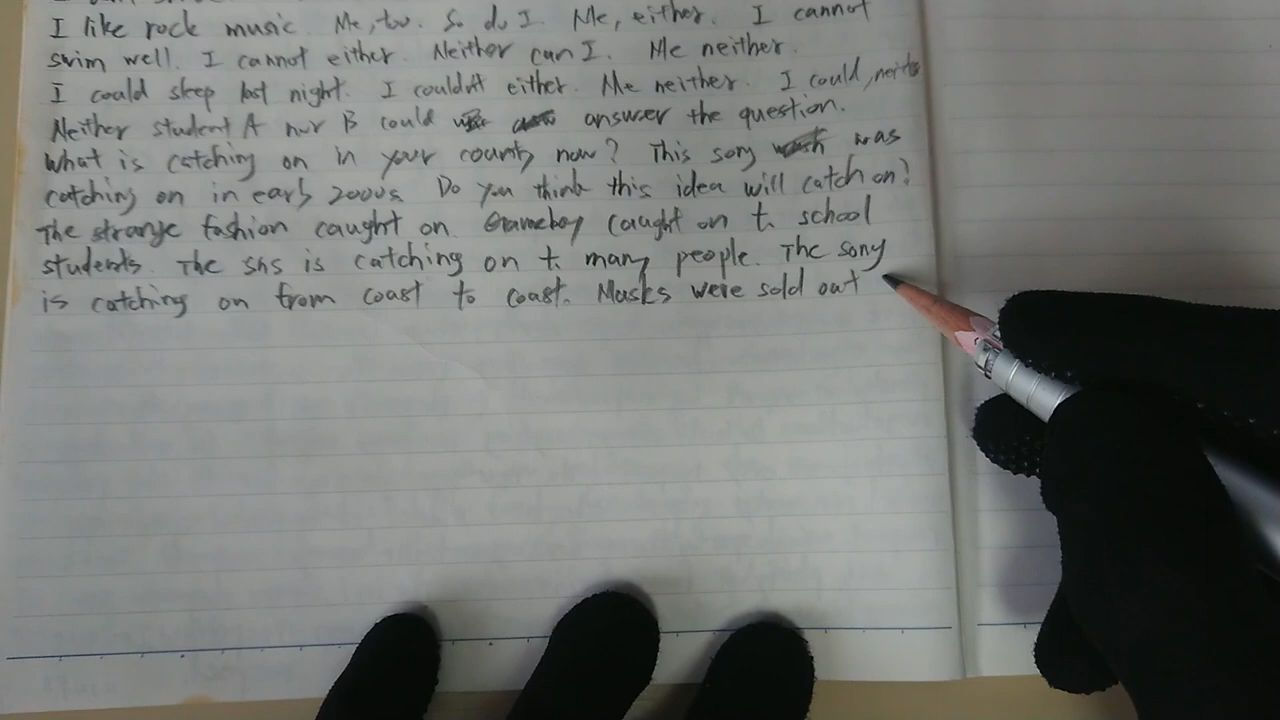 I like rock music. Me, too. So do I. Me, either. I cannot
swim well. I cannot either. Neither can I. Me neither.
I could sleep last night. I couldn't either. Me neither. I could, neither
Neither student A nor B could answer the question.
What is catching on in your country now? This song was
catching on in early 2000s. Do you think this idea will catch on?
The strange fashion caught on. Gameboy caught on to school
students. The SNS is catching on to many people. The song
is catching on from coast to coast. Masks were sold out